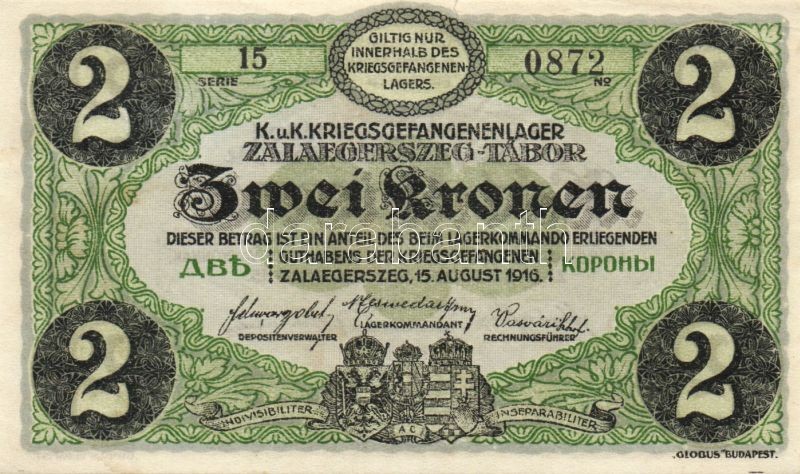 2 15 SERIE GILTIG NUR 0872 No 2
INNERHALB DES
KRIEGSGEFANGENEN-
LAGERS.
K.u.K. KRIEGSGEFANGENENLAGER
ZALAEGERSZEG-TÁBOR
Zwei Kronen
DIESER BETRAG IST EIN ANTEIL DES BEIM LAGERKOMMANDO ERLIEGENDEN
ДВѢ GUTHABENS DER KRIEGSGEFANGENEN КОРОНЫ
ZALAEGERSZEG, 15. AUGUST 1916.
DEPOSITENVERWALTER LAGERKOMMANDANT RECHNUNGSFÜHRER
2 2
INDIVISIBILITER AC INSEPARABILITER
„GLOBUS" BUDAPEST.
darabanth